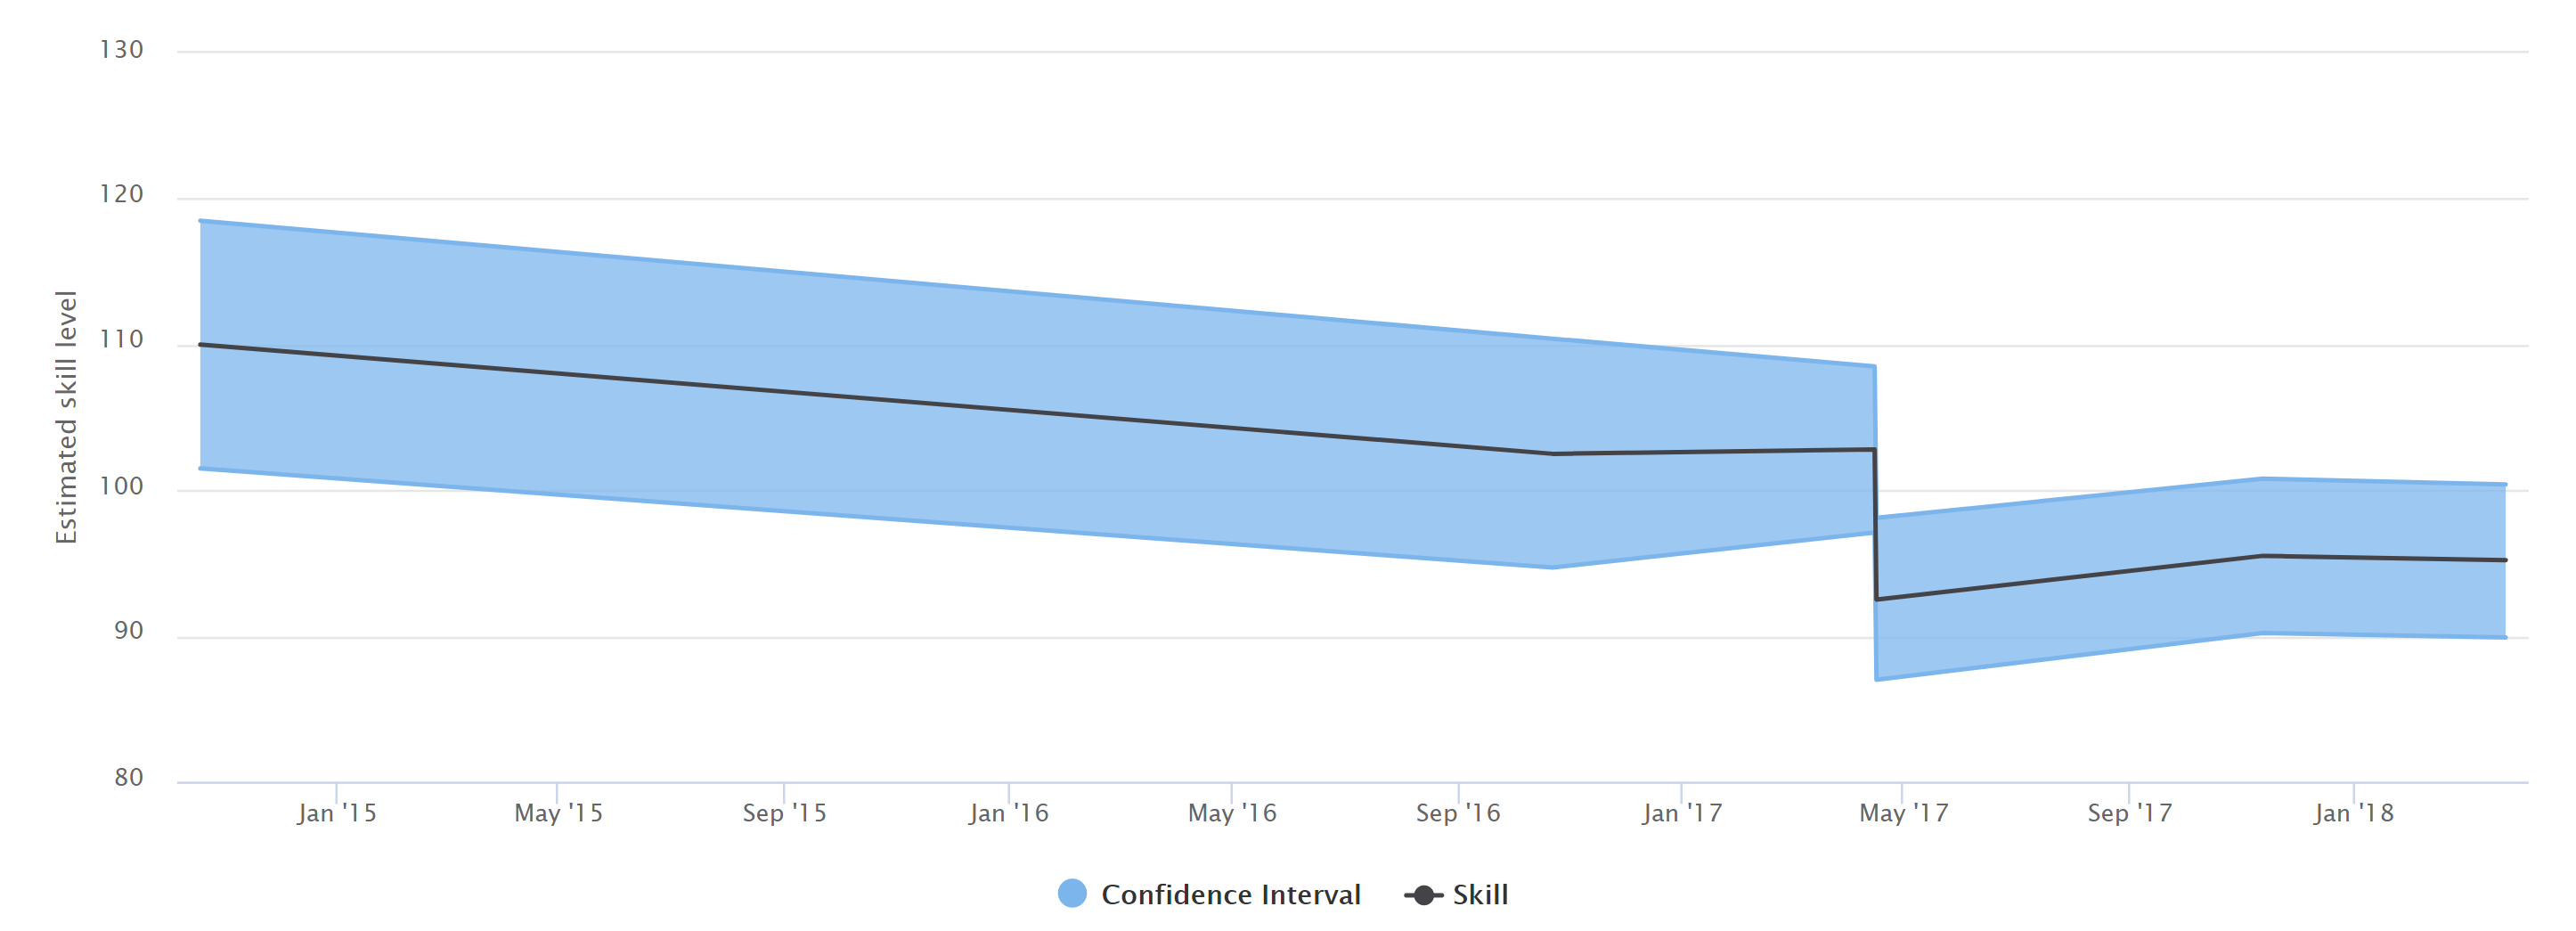 130
120
110
100
90
80
Estimated skill level
Jan '15 May '15 Sep '15 Jan '16 May '16 Sep '16 Jan '17 May '17 Sep '17 Jan '18
Confidence Interval Skill